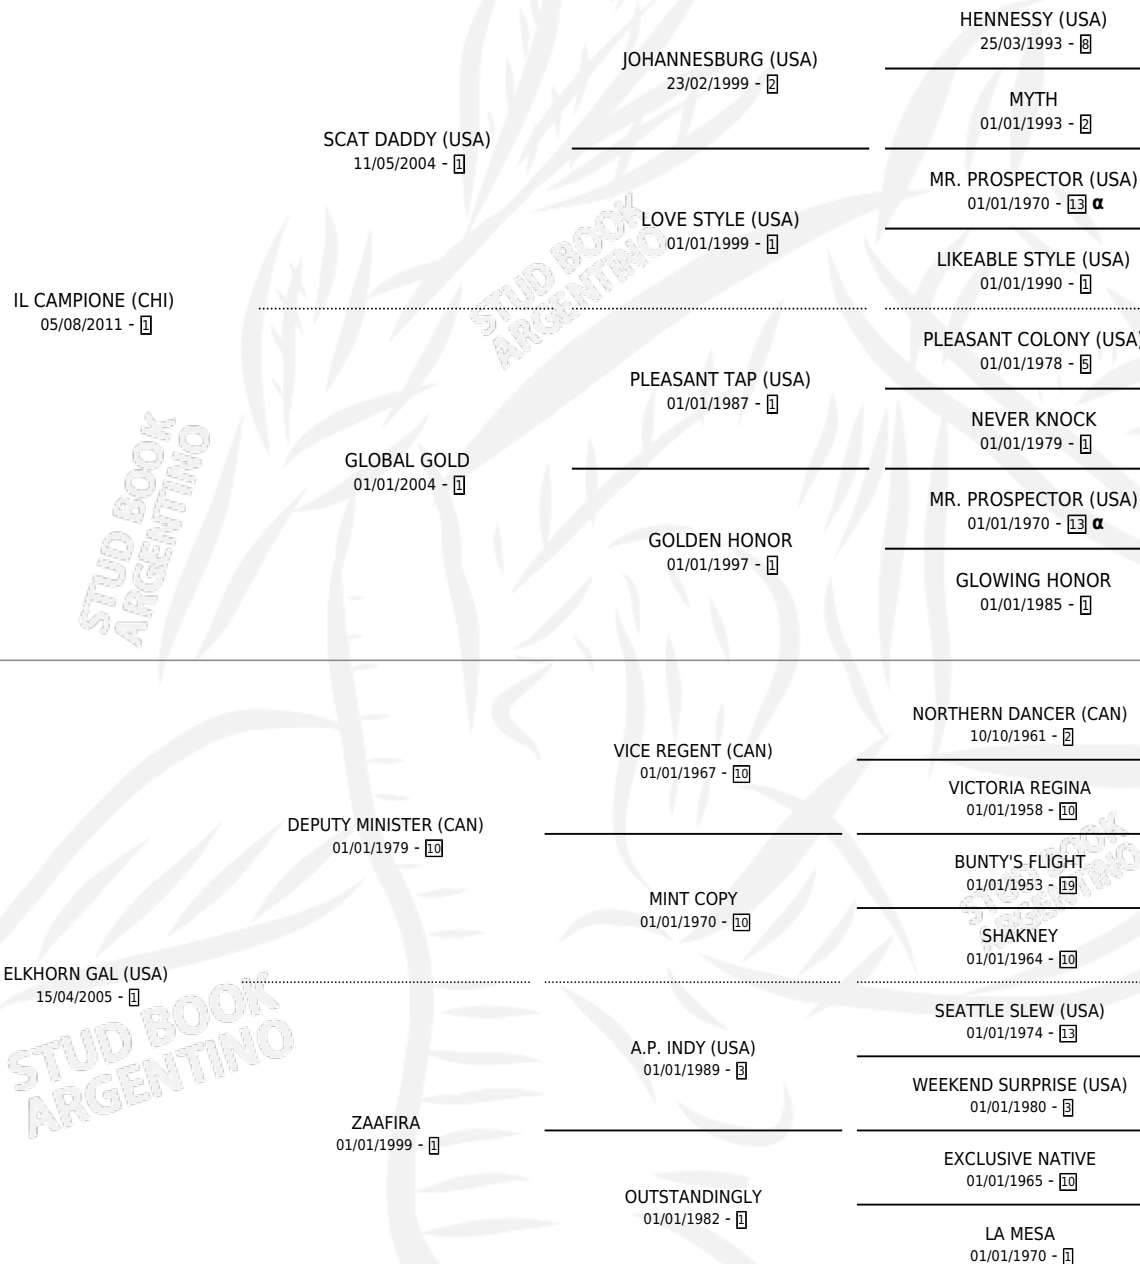 HENNESSY (USA)
25/03/1993 - 8
JOHANNESBURG (USA)
23/02/1999 - 2
MYTH
01/01/1993 - 2
SCAT DADDY (USA)
11/05/2004 - 1
MR. PROSPECTOR (USA)
01/01/1970 - 13 α
LOVE STYLE (USA)
01/01/1999 - 1
LIKEABLE STYLE (USA)
01/01/1990 - 1
IL CAMPIONE (CHI)
05/08/2011 - 1
PLEASANT COLONY (USA)
01/01/1978 - 5
PLEASANT TAP (USA)
01/01/1987 - 1
NEVER KNOCK
01/01/1979 - 1
GLOBAL GOLD
01/01/2004 - 1
MR. PROSPECTOR (USA)
01/01/1970 - 13 α
GOLDEN HONOR
01/01/1997 - 1
GLOWING HONOR
01/01/1985 - 1
NORTHERN DANCER (CAN)
10/10/1961 - 2
VICE REGENT (CAN)
01/01/1967 - 10
VICTORIA REGINA
01/01/1958 - 10
DEPUTY MINISTER (CAN)
01/01/1979 - 10
BUNTY'S FLIGHT
01/01/1953 - 19
MINT COPY
01/01/1970 - 10
SHAKNEY
01/01/1964 - 10
ELKHORN GAL (USA)
15/04/2005 - 1
SEATTLE SLEW (USA)
01/01/1974 - 13
A.P. INDY (USA)
01/01/1989 - 3
WEEKEND SURPRISE (USA)
01/01/1980 - 3
ZAAFIRA
01/01/1999 - 1
EXCLUSIVE NATIVE
01/01/1965 - 10
OUTSTANDINGLY
01/01/1982 - 1
LA MESA
01/01/1970 - 1
STUD BOOK
ARGENTINO
STUD BOOK
ARGENTINO
STUD BOOK
ARGENTINO
STUD BOOK
ARGENTINO